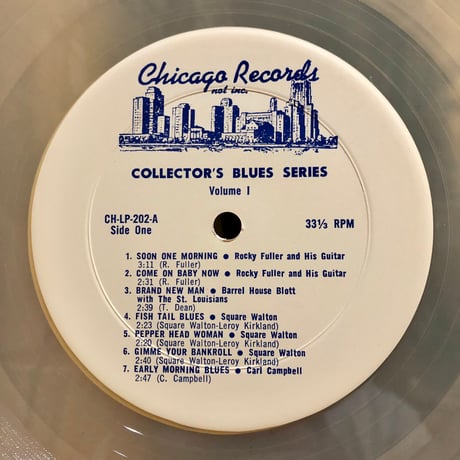 Chicago Records
not inc.
COLLECTOR'S BLUES SERIES
Volume I
CH-LP-202-A
Side One
33⅓ RPM
1. SOON ONE MORNING ● Rocky Fuller and His Guitar
3:11 (R. Fuller)
2. COME ON BABY NOW ● Rocky Fuller and His Guitar
2:31 (R. Fuller)
3. BRAND NEW MAN ● Barrel House Blott
with The St. Louisians
2:39 (T. Dean)
4. FISH TAIL BLUES ● Square Walton
2:23 (Square Walton-Leroy Kirkland)
5. PEPPER HEAD WOMAN ● Square Walton
2:20 (Square Walton-Leroy Kirkland)
6. GIMME YOUR BANKROLL ● Square Walton
2:40 (Square Walton-Leroy Kirkland)
7. EARLY MORNING BLUES ● Carl Campbell
2:47 (C. Campbell)